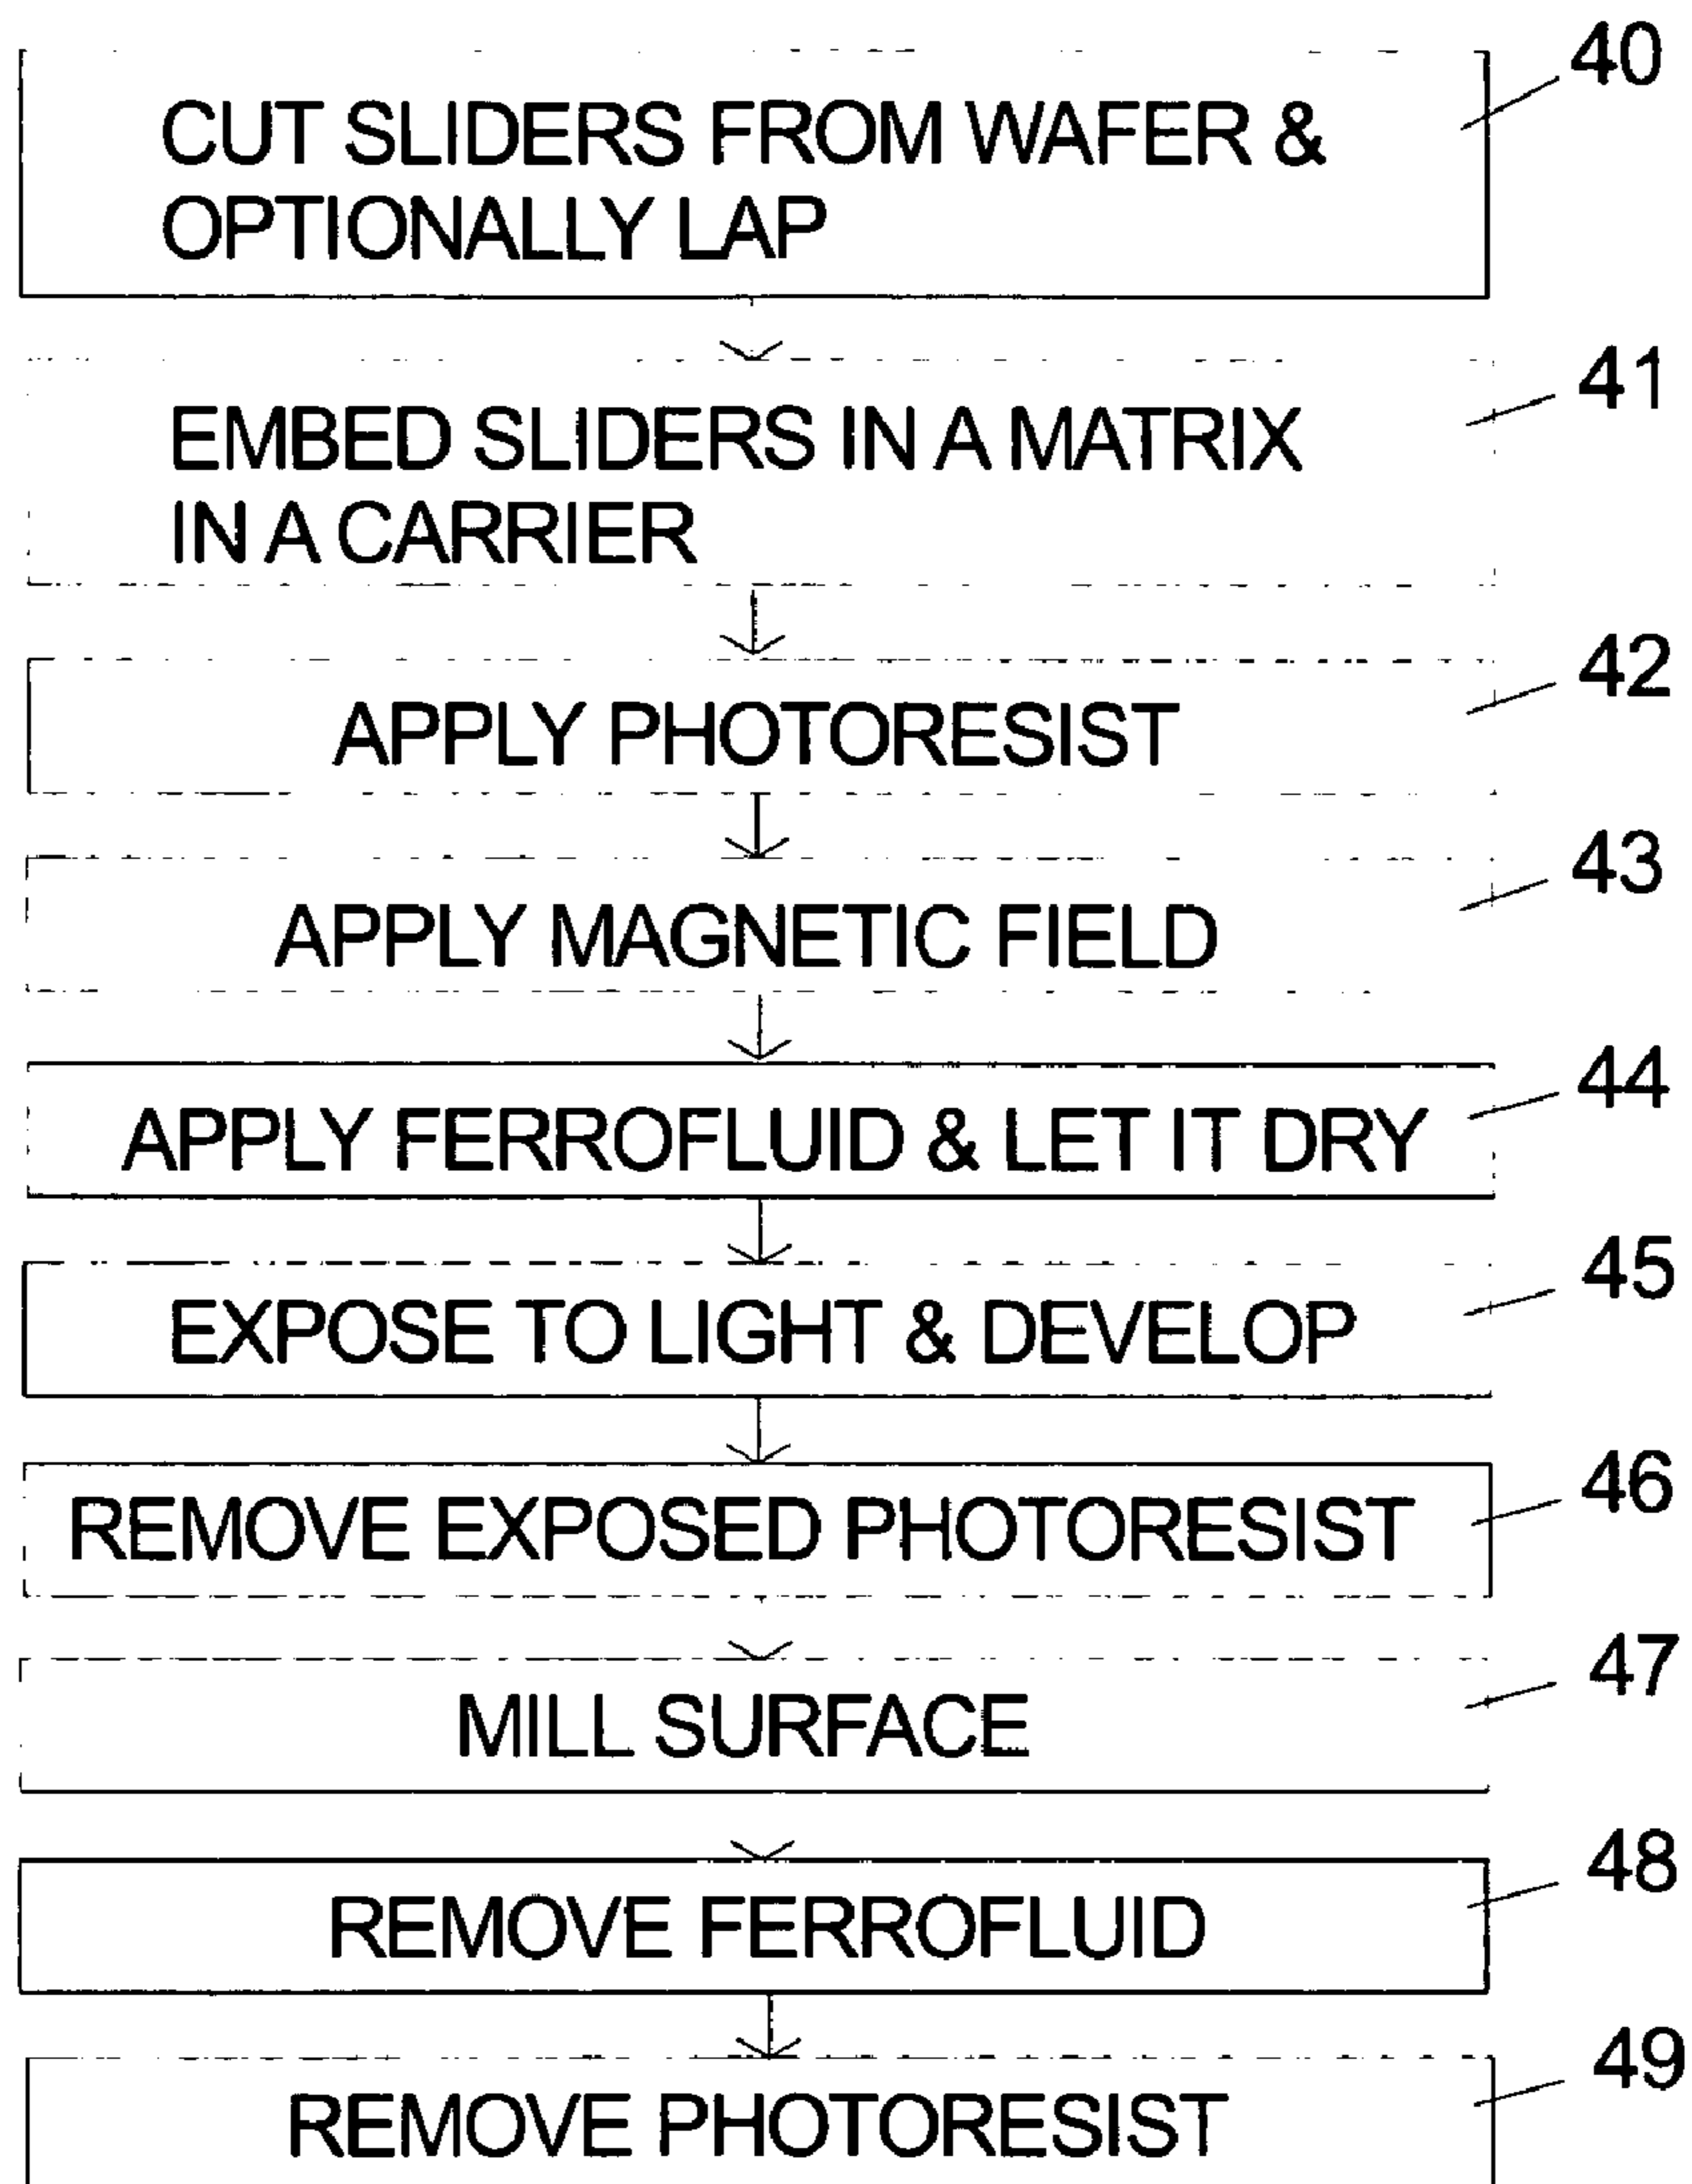 40
CUT SLIDERS FROM WAFER &
OPTIONALLY LAP
41
EMBED SLIDERS IN A MATRIX
IN A CARRIER
42
APPLY PHOTORESIST
43
APPLY MAGNETIC FIELD
44
APPLY FERROFLUID & LET IT DRY
45
EXPOSE TO LIGHT & DEVELOP
46
REMOVE EXPOSED PHOTORESIST
47
MILL SURFACE
48
REMOVE FERROFLUID
49
REMOVE PHOTORESIST